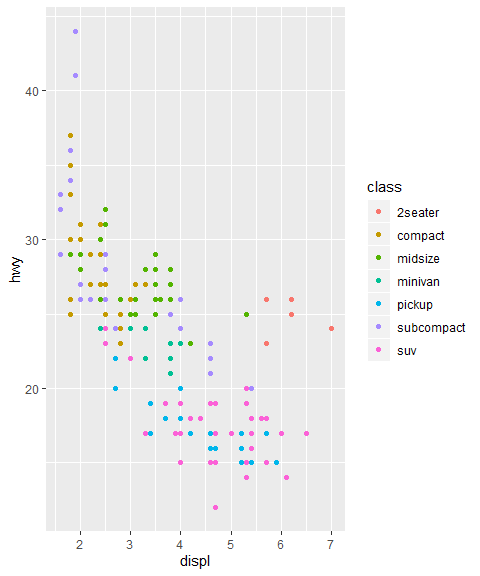 hwy
40
30
20
2
3
4
5
6
7
displ
class
2seater
compact
midsize
minivan
pickup
subcompact
suv